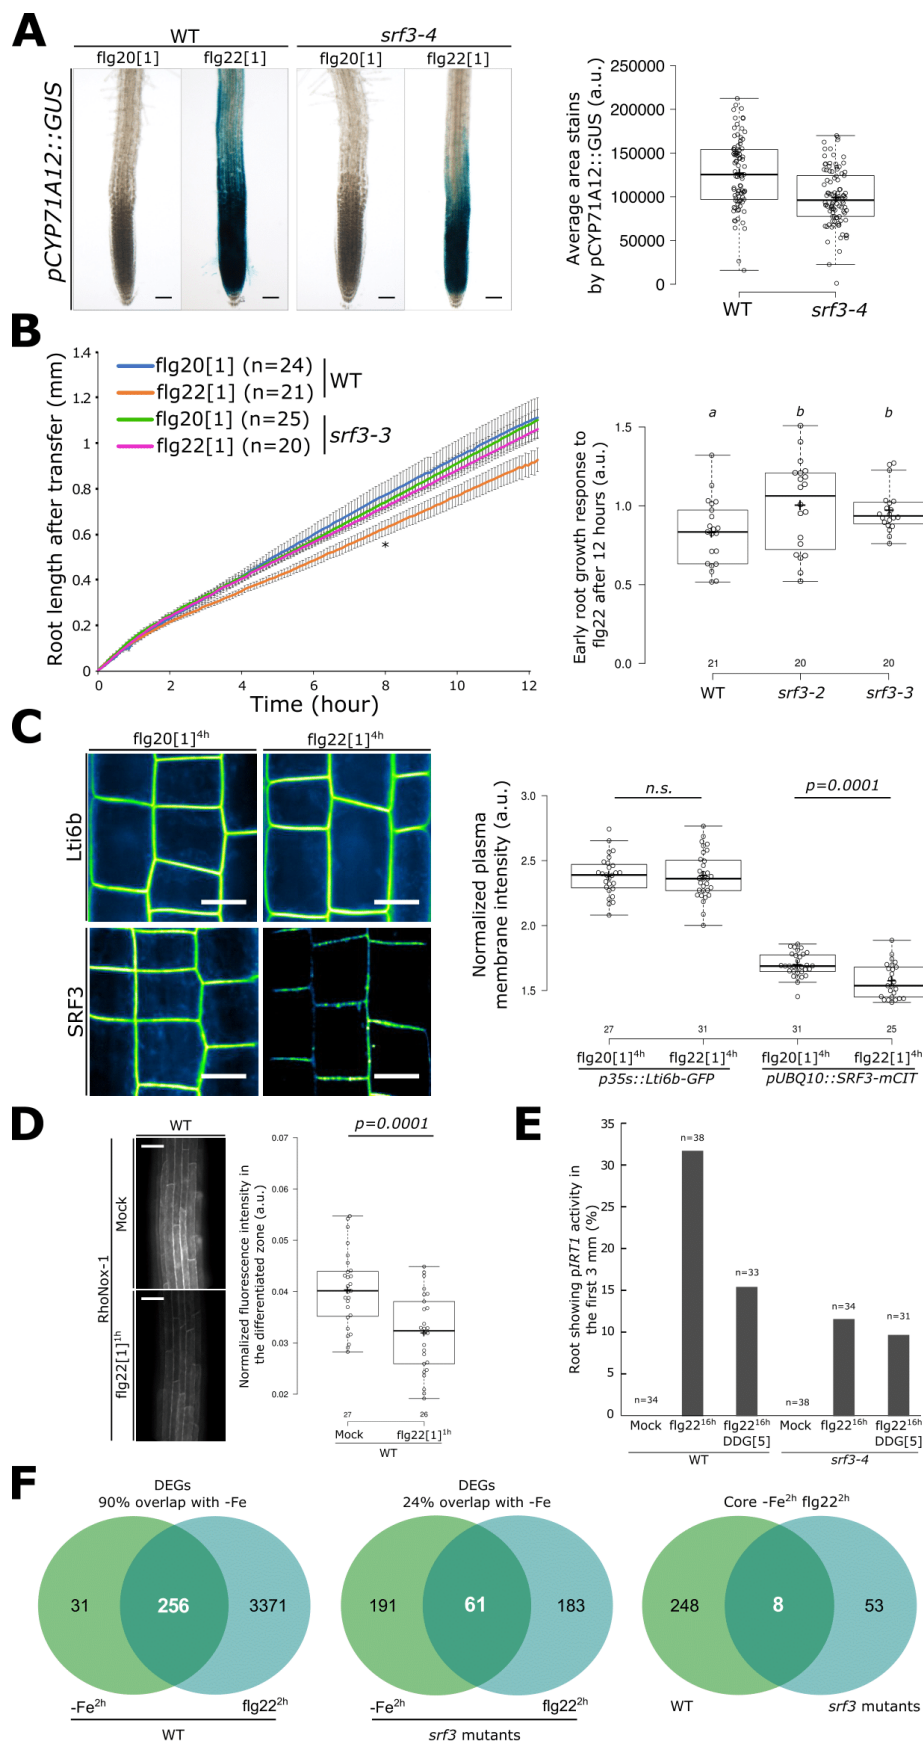 A
WT
srf3-4
flg20[1]
flg22[1]
flg20[1]
flg22[1]
pCYP71A12::GUS
Average area stains
by pCYP71A12::GUS (a.u.)
250000
200000
150000
100000
50000
0
WT
srf3-4
B
Root length after transfer (mm)
1.4
1.2
1
0.8
0.6
0.4
0.2
0
flg20[1] (n=24)
flg22[1] (n=21)
WT
flg20[1] (n=25)
flg22[1] (n=20)
srf3-3
*
0
2
4
6
8
10
12
Time (hour)
Early root growth response to
flg22 after 12 hours (a.u.)
1.5
1.0
0.5
0.0
a
b
b
21
20
20
WT
srf3-2
srf3-3
C
flg20[1]4h
flg22[1]4h
Lti6b
SRF3
Normalized plasma
membrane intensity (a.u.)
3.0
2.5
2.0
1.5
n.s.
p=0.0001
27
31
31
25
flg20[1]4h
flg22[1]4h
flg20[1]4h
flg22[1]4h
p35s::Lti6b-GFP
pUBQ10::SRF3-mCIT
D
WT
RhoNox-1
Mock
flg22[1]1h
Normalized fluorescence intensity in
the differentiated zone (a.u.)
0.07
0.06
0.05
0.04
0.03
0.02
p=0.0001
27
26
Mock
flg22[1]1h
WT
E
Root showing pIRT1 activity in
the first 3 mm (%)
35
30
25
20
15
10
5
0
n=34
n=38
n=33
n=38
n=34
n=31
Mock
flg2216h
flg2216h
DDG[5]
Mock
flg2216h
flg2216h
DDG[5]
WT
srf3-4
F
DEGs
90% overlap with -Fe
31
256
3371
-Fe2h
flg222h
WT
DEGs
24% overlap with -Fe
191
61
183
-Fe2h
flg222h
srf3 mutants
Core -Fe2h flg222h
248
8
53
WT
srf3 mutants